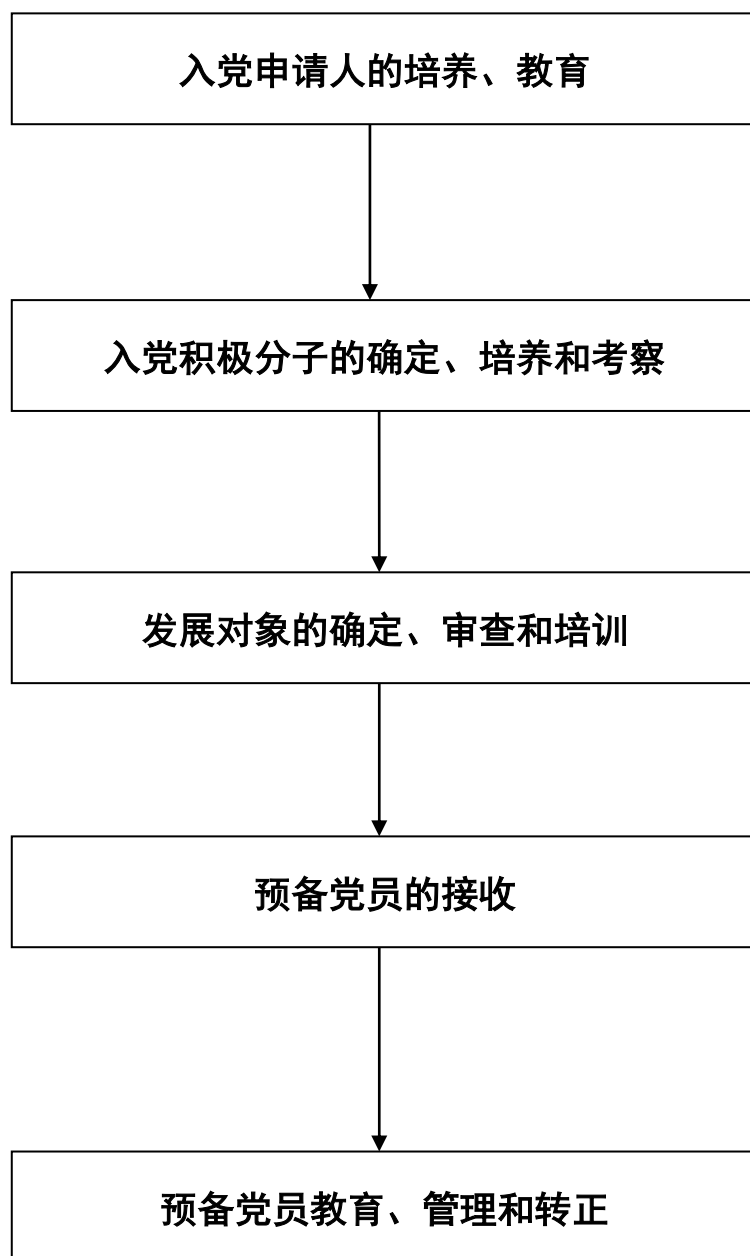 入党申请人的培养、教育
入党积极分子的确定、培养和考察
发展对象的确定、审查和培训
预备党员的接收
预备党员教育、管理和转正